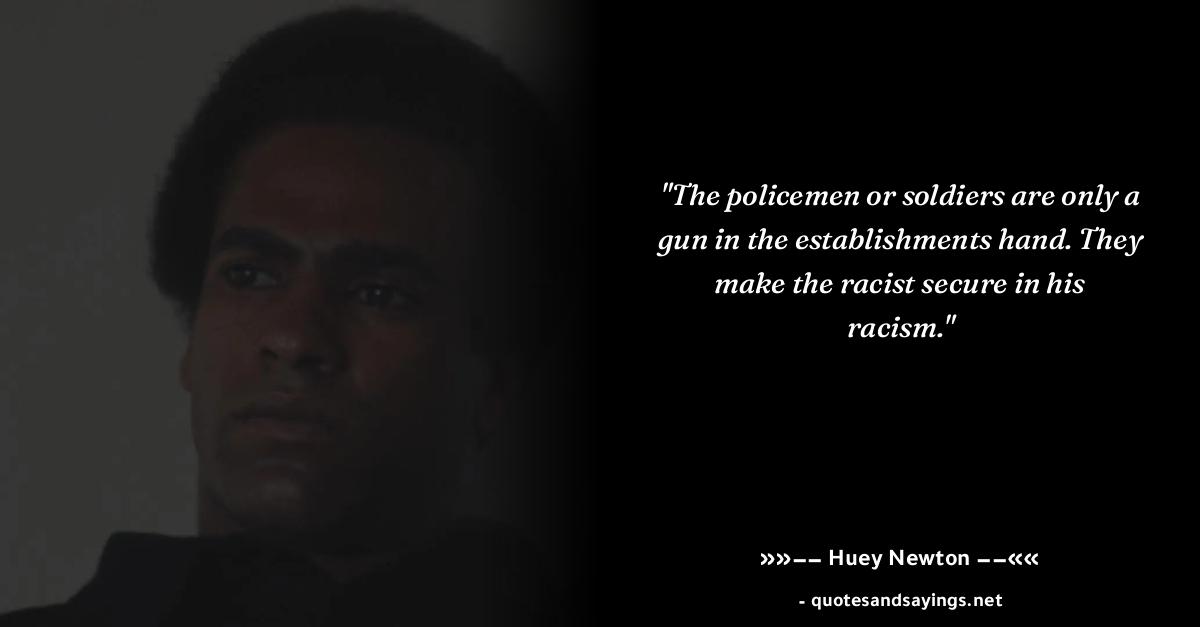 "The policemen or soldiers are only a
gun in the establishments hand. They
make the racist secure in his
racism."
»»–– Huey Newton ––««
- quotesandsayings.net